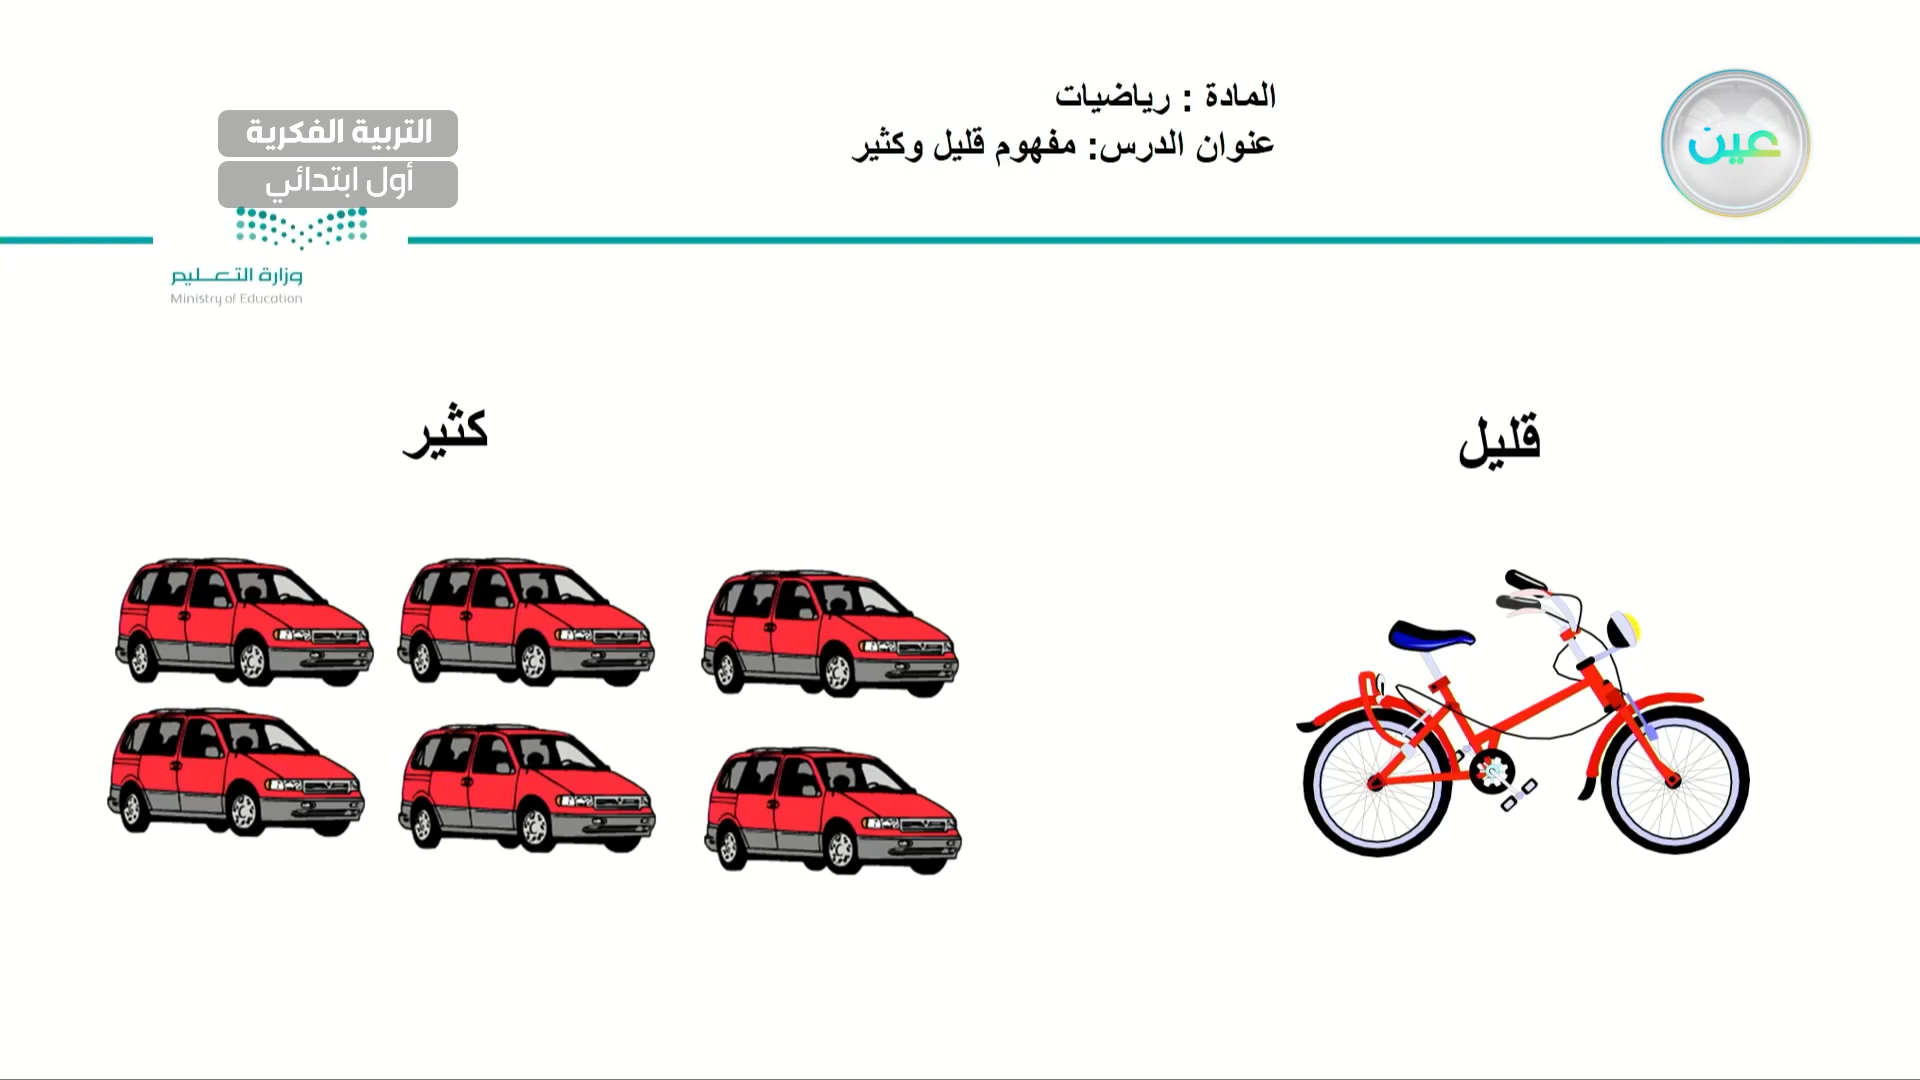 المادة : رياضيات
عنوان الدرس: مفهوم قليل وكثير
عين
التربية الفكرية
أول ابتدائي
وزارة التعليم
Ministry of Education
قليل
كثير